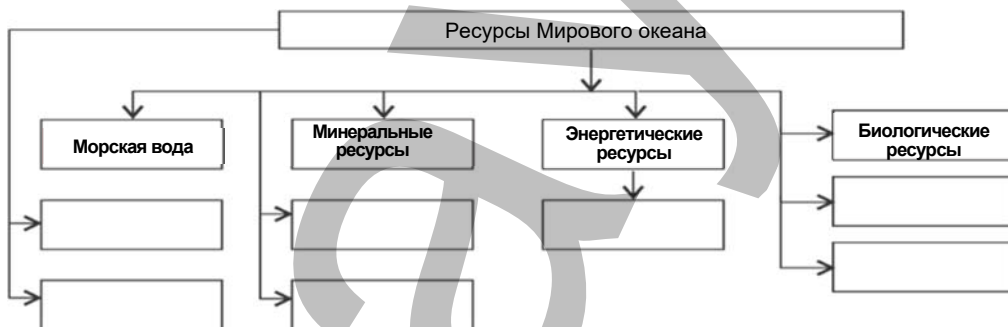 Ресурсы Мирового океана
Морская вода
Минеральные
ресурсы
Энергетические
ресурсы
Биологические
ресурсы